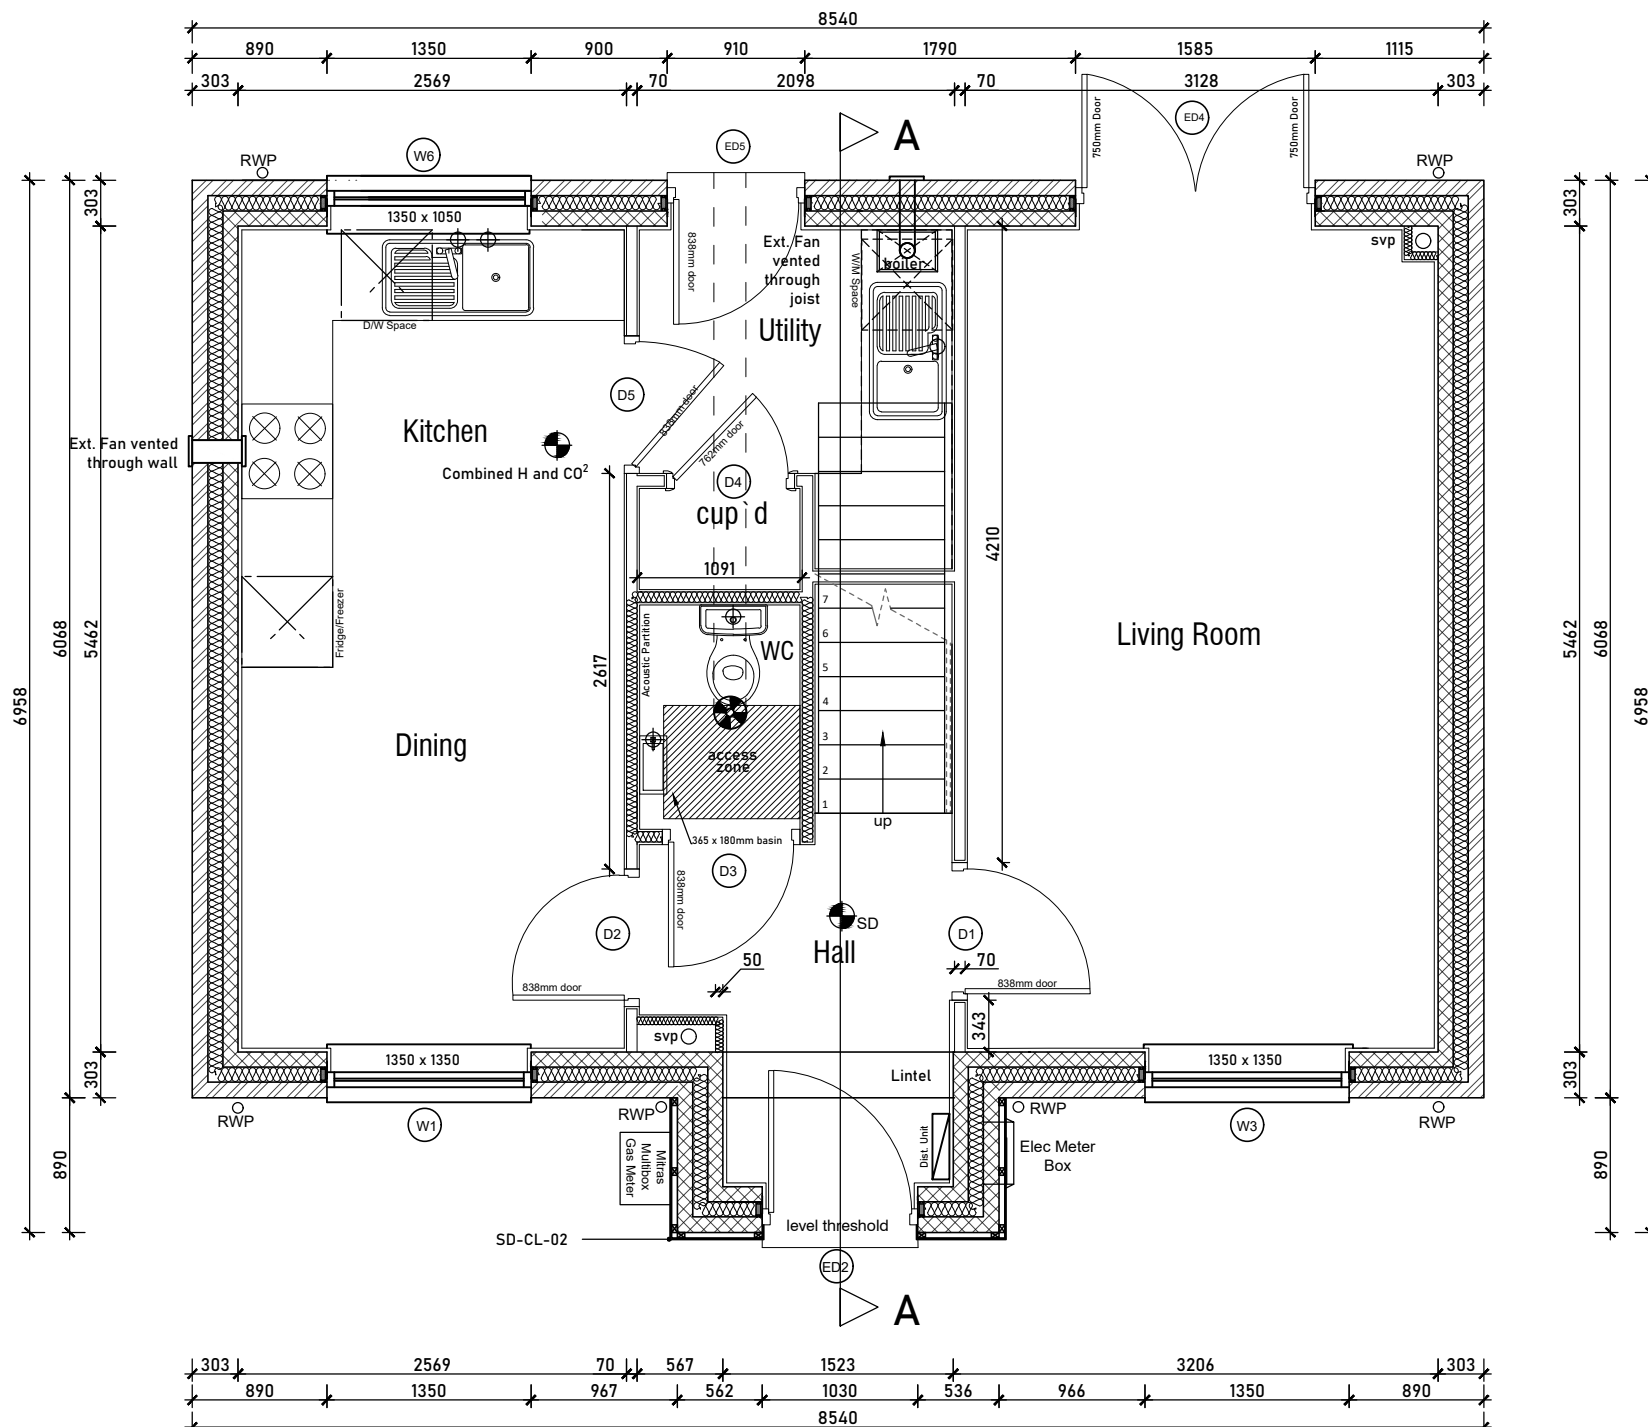 8540
890 1350 900 910 1790 1585 1115
303 2569 70 2098 70 3128 303
750mm Door
ED4
750mm Door
A
ED5
W6
RWP
RWP
303
303
1350 x 1050
svp
838mm door
Ext. Fan
vented
through
joist
boiler
W/M Space
D/W Space
Utility
D5
838mm door
Kitchen
762mm door
Ext. Fan vented
through wall
Combined H and CO²
D4
cup`d
4210
1091
Fridge/Freezer
7
6
5
4
3
2
1
up
Acoustic Partition
WC
Living Room
6958
6068
5462
2617
5462
6068
6958
Dining
access
zone
365 x 180mm basin
D3
838mm door
SD
D2
D1
Hall
50
70
838mm door
838mm door
343
svp
1350 x 1350
1350 x 1350
Lintel
303
303
RWP
W1
RWP
RWP
W3
RWP
Dist. Unit
Elec Meter
Box
Mitras
Multibox
Gas Meter
890
890
level threshold
SD-CL-02
ED2
A
303 2569 70 567 1523 3206 303
890 1350 967 562 1030 536 966 1350 890
8540